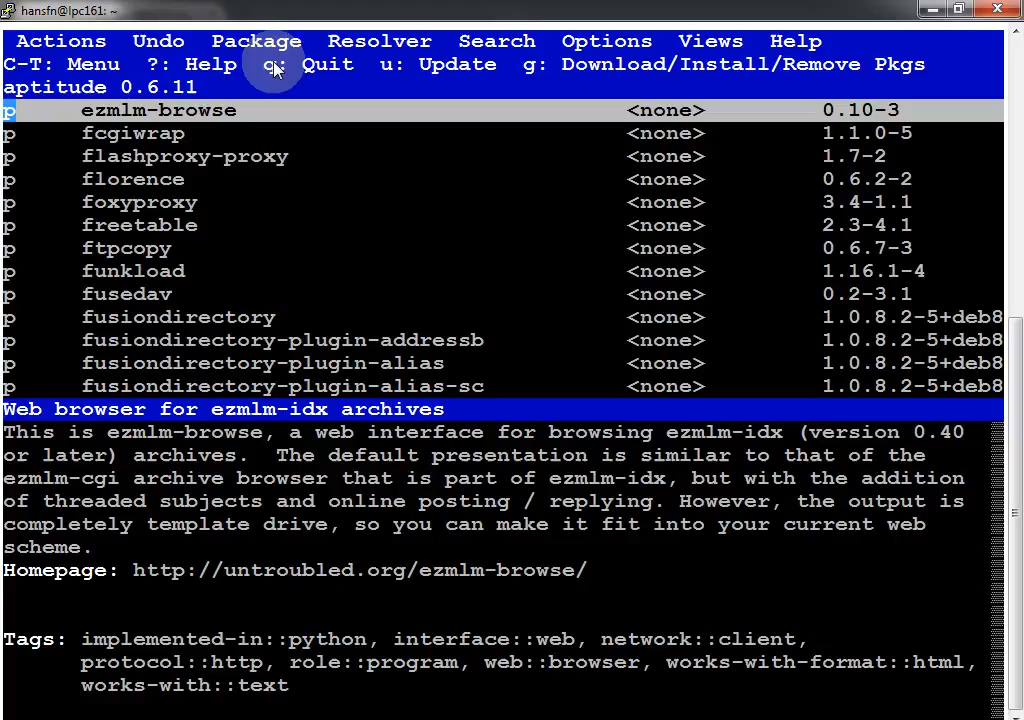 hansfn@lpc161: ~
Actions Undo Package Resolver Search Options Views Help
C-T: Menu ?: Help q: Quit u: Update g: Download/Install/Remove Pkgs
aptitude 0.6.11
p ezmlm-browse <none> 0.10-3
p fcgiwrap <none> 1.1.0-5
p flashproxy-proxy <none> 1.7-2
p florence <none> 0.6.2-2
p foxyproxy <none> 3.4-1.1
p freetable <none> 2.3-4.1
p ftpcopy <none> 0.6.7-3
p funkload <none> 1.16.1-4
p fusedav <none> 0.2-3.1
p fusiondirectory <none> 1.0.8.2-5+deb8
p fusiondirectory-plugin-addressb <none> 1.0.8.2-5+deb8
p fusiondirectory-plugin-alias <none> 1.0.8.2-5+deb8
p fusiondirectory-plugin-alias-sc <none> 1.0.8.2-5+deb8
Web browser for ezmlm-idx archives
This is ezmlm-browse, a web interface for browsing ezmlm-idx (version 0.40
or later) archives. The default presentation is similar to that of the
ezmlm-cgi archive browser that is part of ezmlm-idx, but with the addition
of threaded subjects and online posting / replying. However, the output is
completely template drive, so you can make it fit into your current web
scheme.
Homepage: http://untroubled.org/ezmlm-browse/
Tags: implemented-in::python, interface::web, network::client,
protocol::http, role::program, web::browser, works-with-format::html,
works-with::text